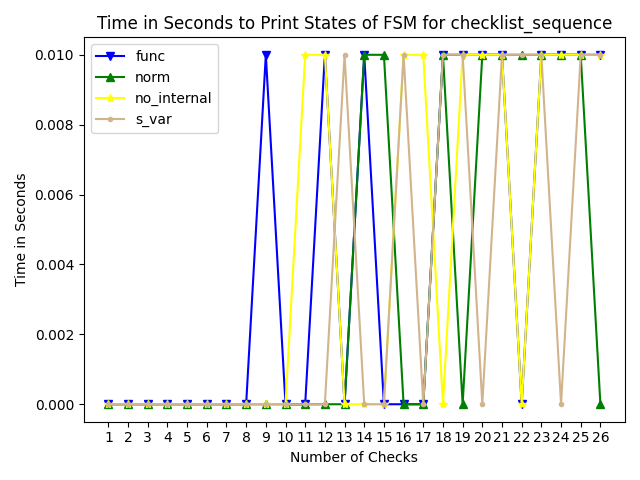 Time in Seconds to Print States of FSM for checklist_sequence
func
norm
no_internal
s_var
0.010
0.008
0.006
0.004
0.002
0.000
Time in Seconds
1 2 3 4 5 6 7 8 9 10 11 12 13 14 15 16 17 18 19 20 21 22 23 24 25 26
Number of Checks